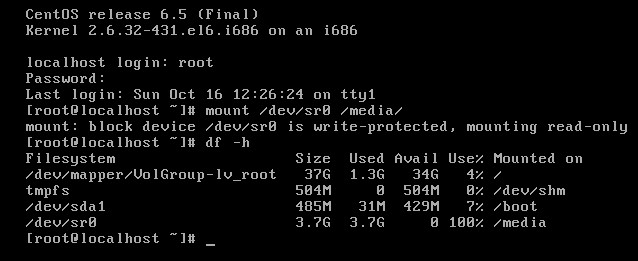 CentOS release 6.5 (Final)
Kernel 2.6.32-431.el6.i686 on an i686
localhost login: root
Password:
Last login: Sun Oct 16 12:26:24 on tty1
[root@localhost ~]# mount /dev/sr0 /media/
mount: block device /dev/sr0 is write-protected, mounting read-only
[root@localhost ~]# df -h
Filesystem Size Used Avail Use% Mounted on
/dev/mapper/VolGroup-lv_root 37G 1.3G 34G 4% /
tmpfs 504M 0 504M 0% /dev/shm
/dev/sda1 485M 31M 429M 7% /boot
/dev/sr0 3.7G 3.7G 0 100% /media
[root@localhost ~]# _